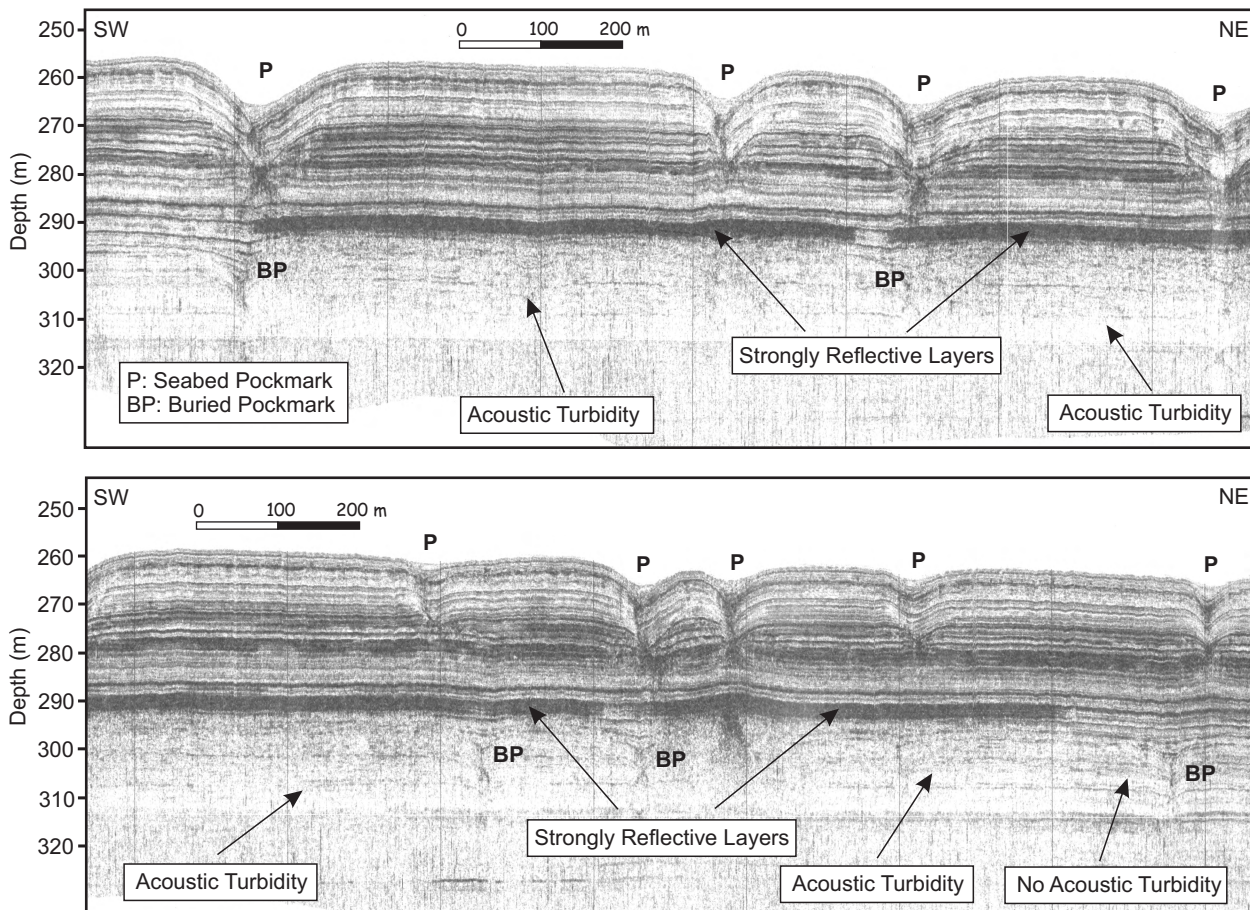 SW
NE
0 100 200 m
P
P
P
P
Depth (m)
250
260
270
280
290
300
310
320
BP
BP
Strongly Reflective Layers
P: Seabed Pockmark
BP: Buried Pockmark
Acoustic Turbidity
Acoustic Turbidity
SW
NE
0 100 200 m
P
P
P
P
P
Depth (m)
250
260
270
280
290
300
310
320
BP
BP
BP
Strongly Reflective Layers
Acoustic Turbidity
Acoustic Turbidity
No Acoustic Turbidity